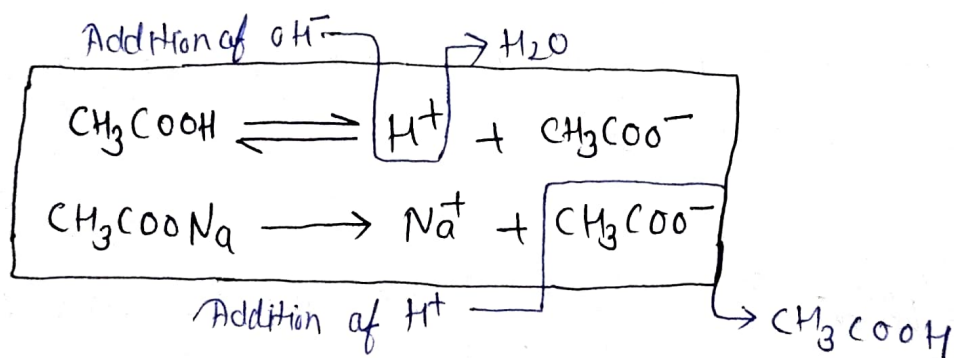 Addition of OH⁻ → H₂O
CH₃COOH ⇌ H⁺ + CH₃COO⁻
CH₃COONa ⟶ Na⁺ + CH₃COO⁻
Addition of H⁺ → CH₃COOH